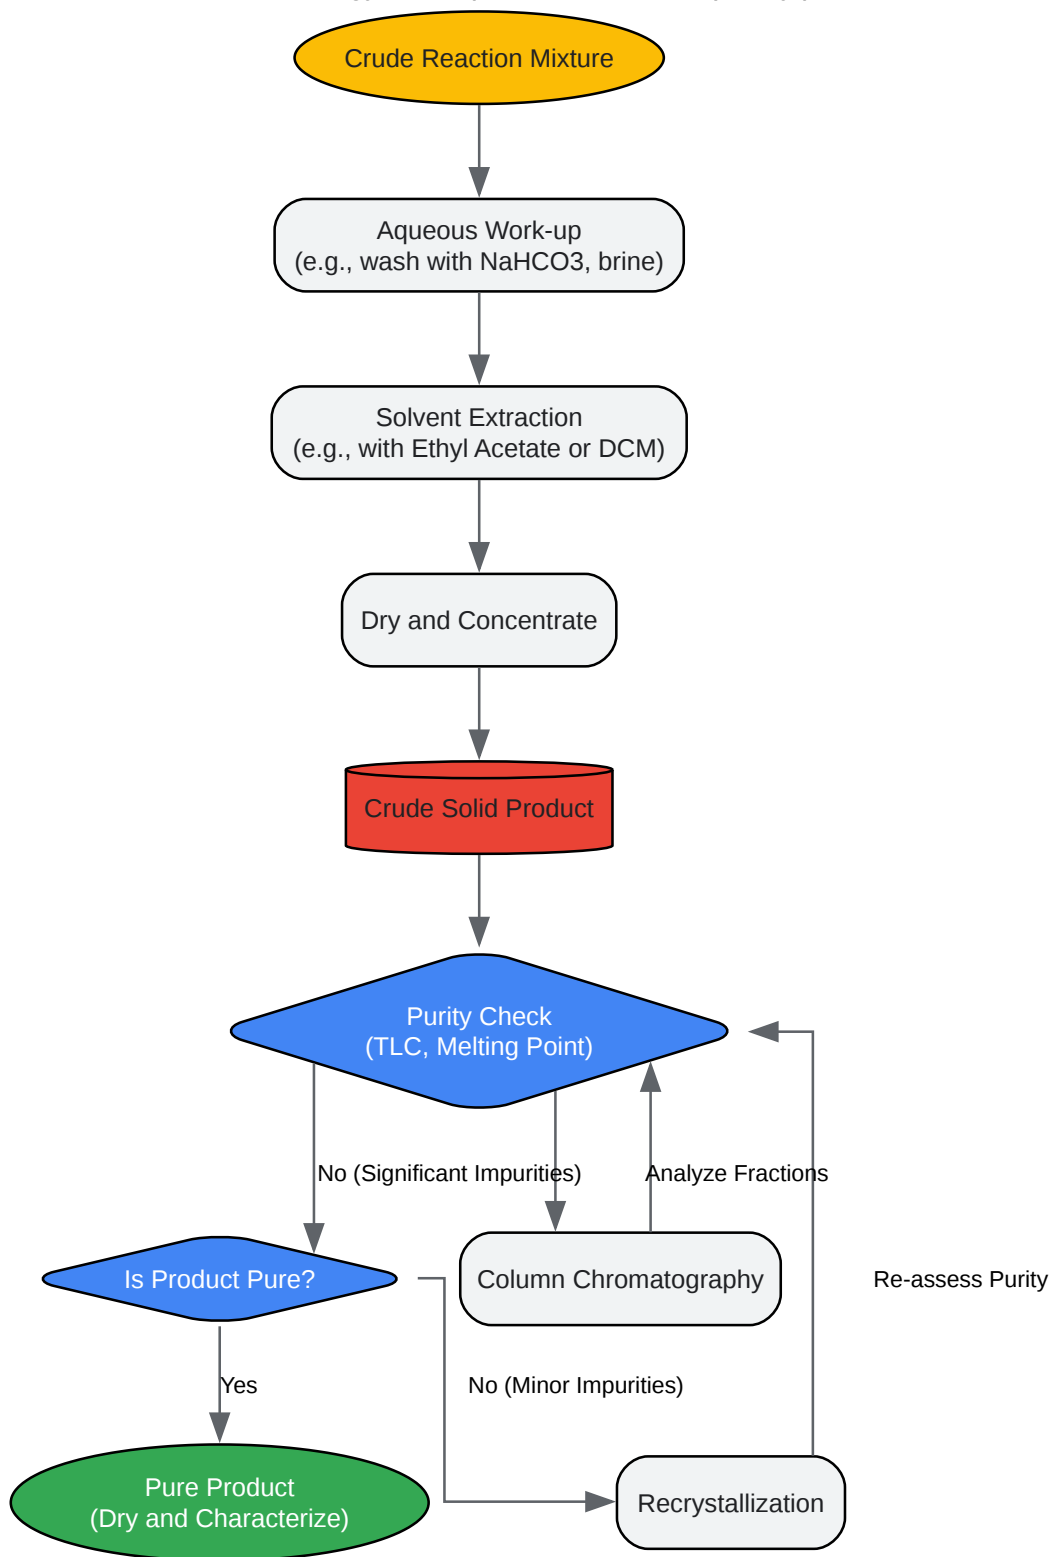 Crude Reaction Mixture
Aqueous Work-up
(e.g., wash with NaHCO3, brine)
Solvent Extraction
(e.g., with Ethyl Acetate or DCM)
Dry and Concentrate
Crude Solid Product
Purity Check
(TLC, Melting Point)
No (Significant Impurities)
Analyze Fractions
Is Product Pure?
Column Chromatography
Re-assess Purity
Yes
No (Minor Impurities)
Pure Product
(Dry and Characterize)
Recrystallization